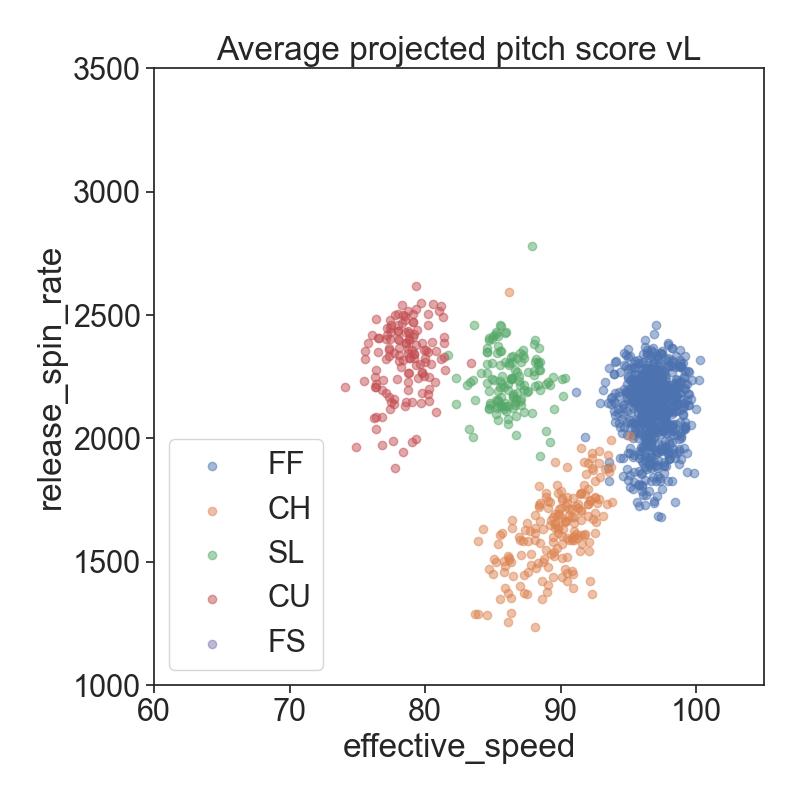 Average projected pitch score vL
3500
3000
2500
2000
1500
1000
release_spin_rate
FF
CH
SL
CU
FS
60 70 80 90 100
effective_speed